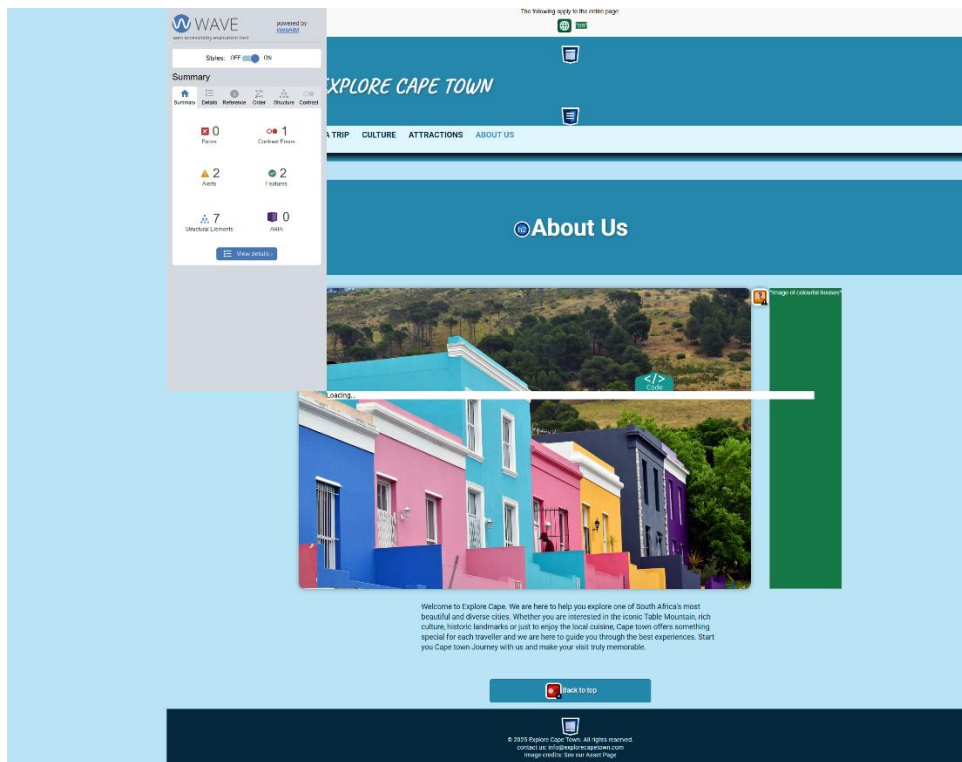 The following apply to the entire page:
WAVE
powered by
WebAIM
web accessibility evaluation tool
Styles: OFF ON
Summary
Summary Details Reference Order Structure Contrast
0
Errors
1
Contrast Errors
2
Alerts
2
Features
7
Structural Elements
0
ARIA
View details ›
EXPLORE CAPE TOWN
A TRIP CULTURE ATTRACTIONS ABOUT US
About Us
*Image of colourful houses*
</>
Code
Loading...
Welcome to Explore Cape. We are here to help you explore one of South Africa's most
beautiful and diverse cities. Whether you are interested in the iconic Table Mountain, rich
culture, historic landmarks or just to enjoy the local cuisine, Cape town offers something
special for each traveller and we are here to guide you through the best experiences. Start
you Cape town Journey with us and make your visit truly memorable.
Back to top
© 2025 Explore Cape Town. All rights reserved.
contact us: info@explorecapetown.com
Image credits: See our Asset Page